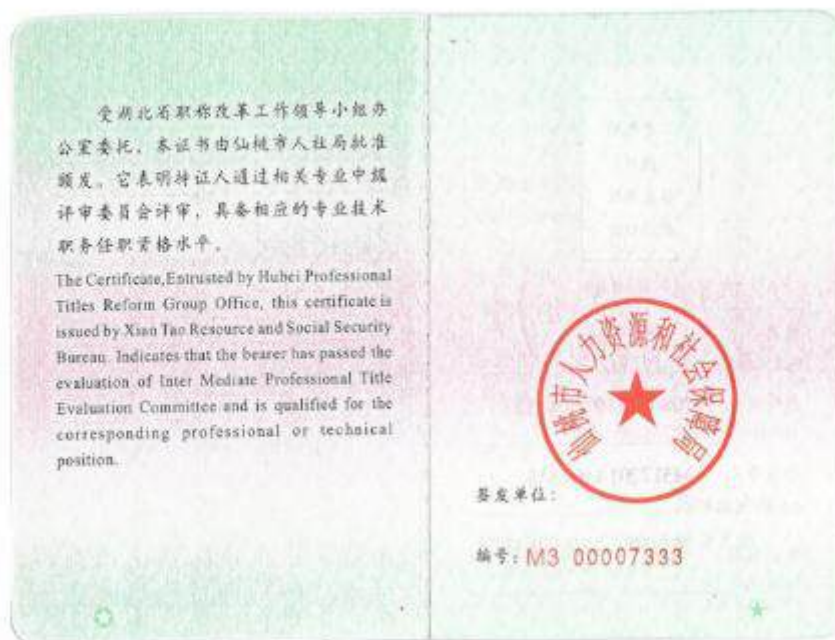 受湖北省职称改革工作领导小组办
公室委托，本证书由仙桃市人社局批准
颁发。它表明持证人通过相关专业中级
评审委员会评审，具备相应的专业技术
职务任职资格水平。
The Certificate,Entrusted by Hubei Professional
Titles Reform Group Office, this certificate is
issued by Xian Tao Resource and Social Security
Bureau. Indicates that the bearer has passed the
evaluation of Inter Mediate Professional Title
Evaluation Committee and is qualified for the
corresponding professional or technical
position.
仙桃市人力资源和社会保障局
签发单位：
编号：M3 00007333